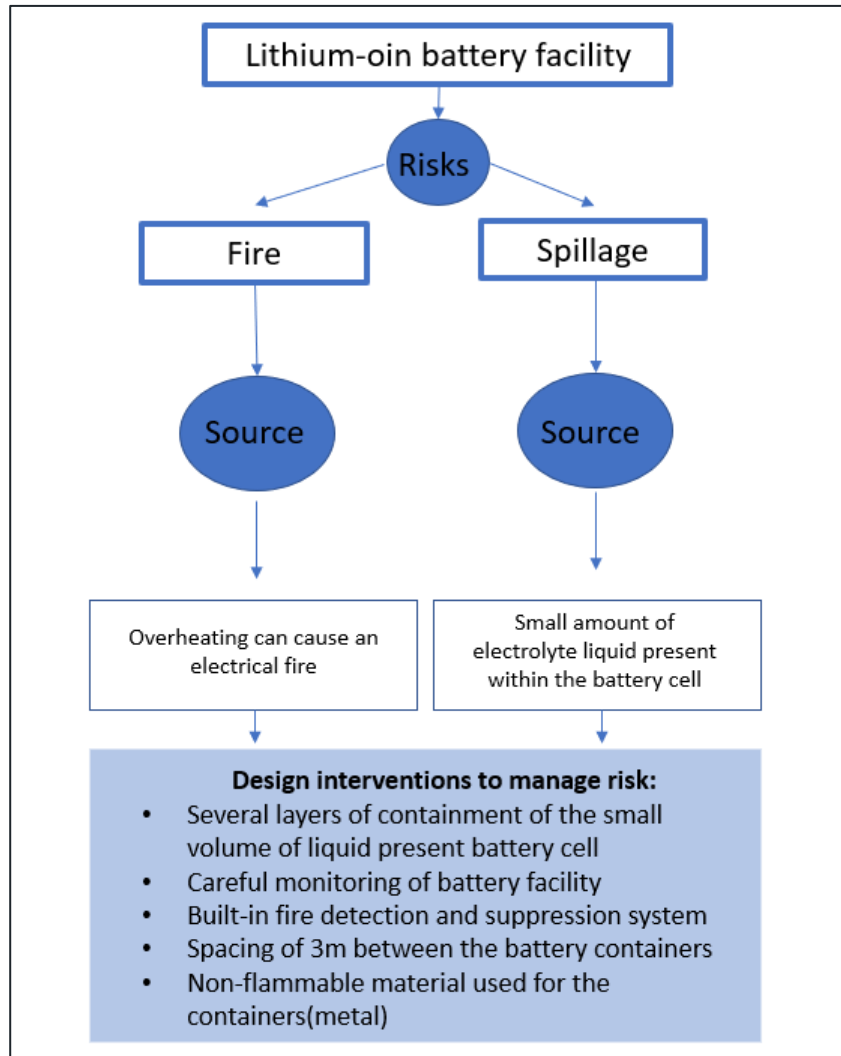 Lithium-oin battery facility
Risks
Fire
Spillage
Source
Source
Overheating can cause an
electrical fire
Small amount of
electrolyte liquid present
within the battery cell
Design interventions to manage risk:
• Several layers of containment of the small
volume of liquid present battery cell
• Careful monitoring of battery facility
• Built-in fire detection and suppression system
• Spacing of 3m between the battery containers
• Non-flammable material used for the
containers(metal)